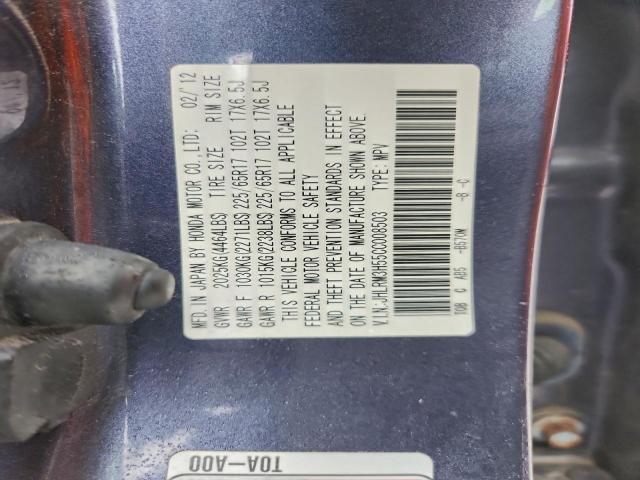 MFD. IN JAPAN BY HONDA MOTOR CO., LTD: 02/'12
GVWR 2025KG(4464LBS) TIRE SIZE RIM SIZE
GAWR F 1030KG(2271LBS)225/65R17 102T 17X6.5J
GAWR R 1015KG(2238LBS)225/65R17 102T 17X6.5J
THIS VEHICLE CONFORMS TO ALL APPLICABLE
FEDERAL MOTOR VEHICLE SAFETY
AND THEFT PREVENTION STANDARDS IN EFFECT
ON THE DATE OF MANUFACTURE SHOWN ABOVE.
V.I.N.:JHLRM3H55CC008503 TYPE: MPV
T0B C AB5 -B570M -B -C
T0A-A00